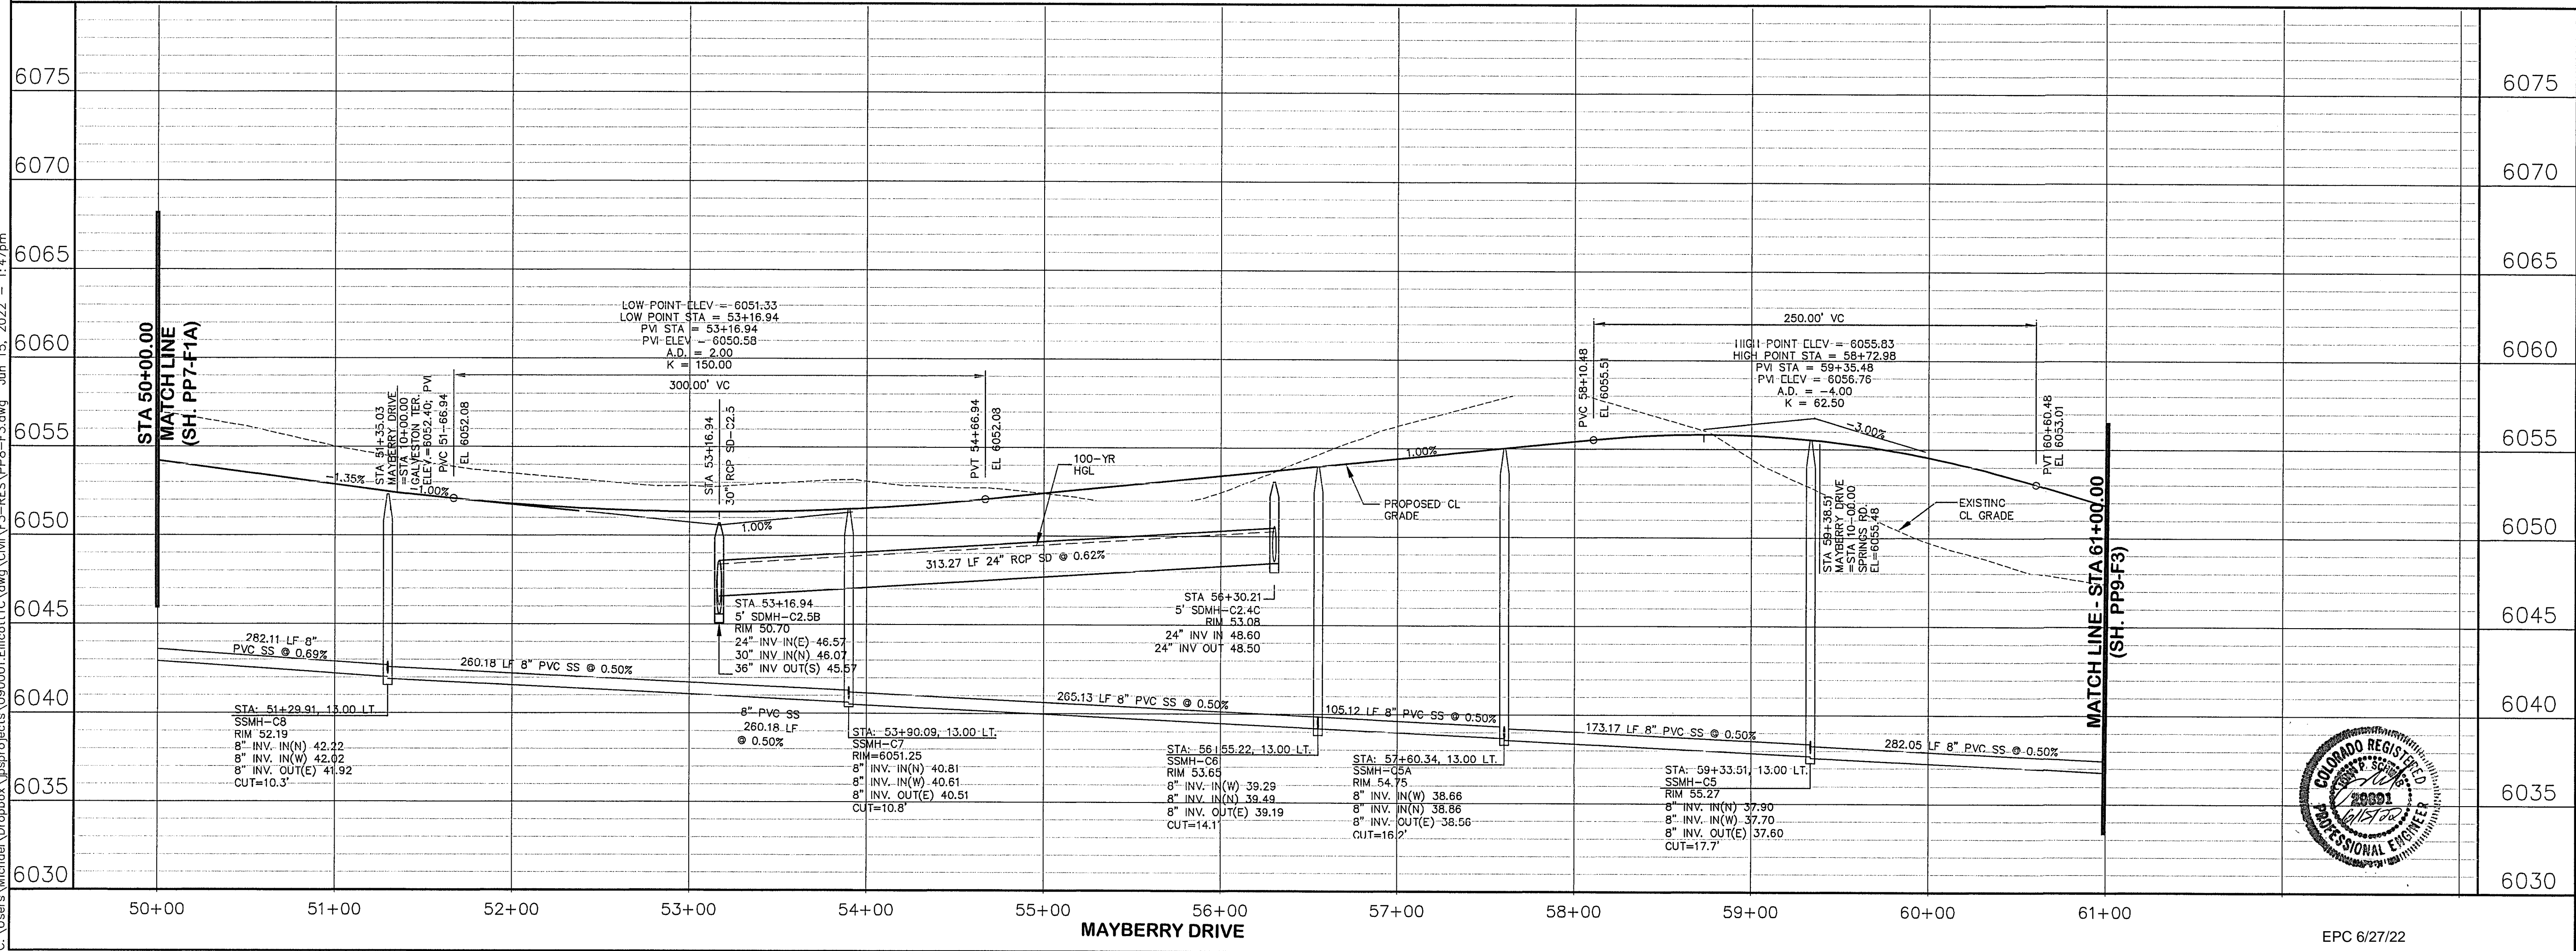 6075
6070
6065
6060
6055
6050
6045
6040
6035
6030
STA 50+00.00
MATCH LINE
(SH. PP7-F1A)
-1.35%
STA 51+35.03
MAYBERRY DRIVE
=STA 10+00.00
GALVESTON TER.
ELEV.=6052.40; PVI
-1.00%
PVC 51+66.94
EL 6052.08
LOW POINT ELEV = 6051.33
LOW POINT STA = 53+16.94
PVI STA = 53+16.94
PVI ELEV = 6050.58
A.D. = 2.00
K = 150.00
300.00' VC
STA 53+16.94
30" RCP SD-C2.5
1.00%
PVT 54+66.94
EL 6052.08
100-YR
HGL
313.27 LF 24" RCP SD @ 0.62%
PROPOSED CL
GRADE
1.00%
PVC 58+10.48
EL 6055.51
250.00' VC
HIGH POINT ELEV = 6055.83
HIGH POINT STA = 58+72.98
PVI STA = 59+35.48
PVI ELEV = 6056.76
A.D. = -4.00
K = 62.50
-3.00%
STA 59+38.51
MAYBERRY DRIVE
=STA 10+00.00
SPRINGS RD.
EL=6055.48
EXISTING
CL GRADE
PVT 60+60.48
EL 6053.01
MATCH LINE - STA 61+00.00
(SH. PP9-F3)
STA 53+16.94
5' SDMH-C2.5B
RIM 50.70
24" INV IN(E) 46.57
30" INV IN(N) 46.07
36" INV OUT(S) 45.57
STA 56+30.21
5' SDMH-C2.4C
RIM 53.08
24" INV IN 48.60
24" INV OUT 48.50
282.11 LF 8"
PVC SS @ 0.69%
260.18 LF 8" PVC SS @ 0.50%
8" PVC SS
260.18 LF
@ 0.50%
265.13 LF 8" PVC SS @ 0.50%
105.12 LF 8" PVC SS @ 0.50%
173.17 LF 8" PVC SS @ 0.50%
282.05 LF 8" PVC SS @ 0.50%
STA: 51+29.91, 13.00 LT.
SSMH-C8
RIM 52.19
8" INV. IN(N) 42.22
8" INV. IN(W) 42.02
8" INV. OUT(E) 41.92
CUT=10.3'
STA: 53+90.09, 13.00 LT.
SSMH-C7
RIM=6051.25
8" INV. IN(N) 40.81
8" INV. IN(W) 40.61
8" INV. OUT(E) 40.51
CUT=10.8'
STA: 56+55.22, 13.00 LT.
SSMH-C6
RIM 53.65
8" INV. IN(W) 39.29
8" INV. IN(N) 39.49
8" INV. OUT(E) 39.19
CUT=14.1'
STA: 57+60.34, 13.00 LT.
SSMH-C5A
RIM 54.75
8" INV. IN(W) 38.66
8" INV. IN(N) 38.86
8" INV. OUT(E) 38.56
CUT=16.2'
STA: 59+33.51, 13.00 LT.
SSMH-C5
RIM 55.27
8" INV. IN(N) 37.90
8" INV. IN(W) 37.70
8" INV. OUT(E) 37.60
CUT=17.7'
6075
6070
6065
6060
6055
6050
6045
6040
6035
6030
COLORADO REGISTERED
PROFESSIONAL ENGINEER
6/15/22
50+00 51+00 52+00 53+00 54+00 55+00 56+00 57+00 58+00 59+00 60+00 61+00
MAYBERRY DRIVE
EPC 6/27/22
Jun 15, 2022 - 1:47pm